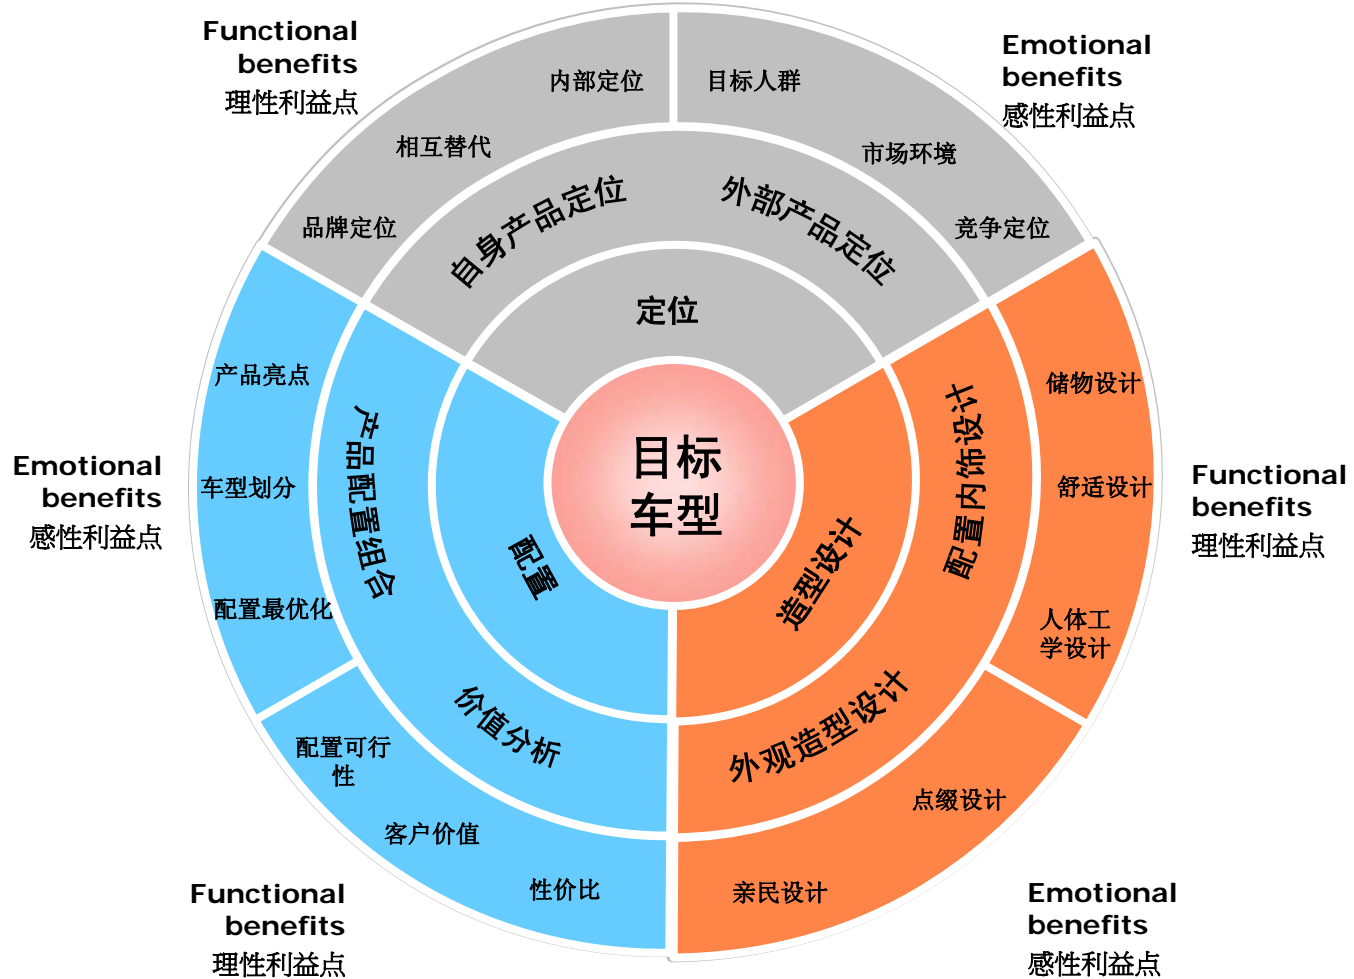 Functional
benefits
理性利益点
Emotional
benefits
感性利益点
内部定位
目标人群
相互替代
市场环境
品牌定位
竞争定位
自身产品定位
外部产品定位
定位
产品亮点
车型划分
配置最优化
产品配置组合
配置
目标
车型
造型设计
配置内饰设计
储物设计
舒适设计
人体工
学设计
Emotional
benefits
感性利益点
Functional
benefits
理性利益点
价值分析
外观造型设计
配置可行
性
客户价值
性价比
点缀设计
亲民设计
Functional
benefits
理性利益点
Emotional
benefits
感性利益点